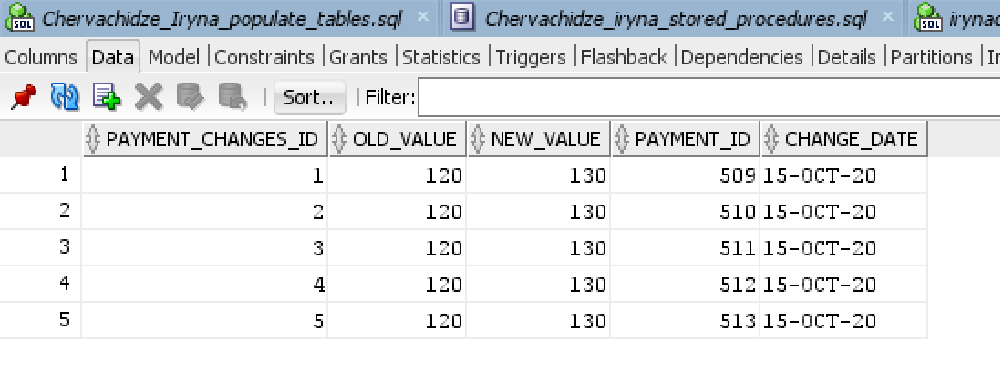 SQL Chervachidze_Iryna_populate_tables.sql Chervachidze_iryna_stored_procedures.sql SQL
Columns Data Model Constraints Grants Statistics Triggers Flashback Dependencies Details Partitions
Sort.. Filter:
PAYMENT_CHANGES_ID OLD_VALUE NEW_VALUE PAYMENT_ID CHANGE_DATE
1 1 120 130 509 15-OCT-20
2 2 120 130 510 15-OCT-20
3 3 120 130 511 15-OCT-20
4 4 120 130 512 15-OCT-20
5 5 120 130 513 15-OCT-20